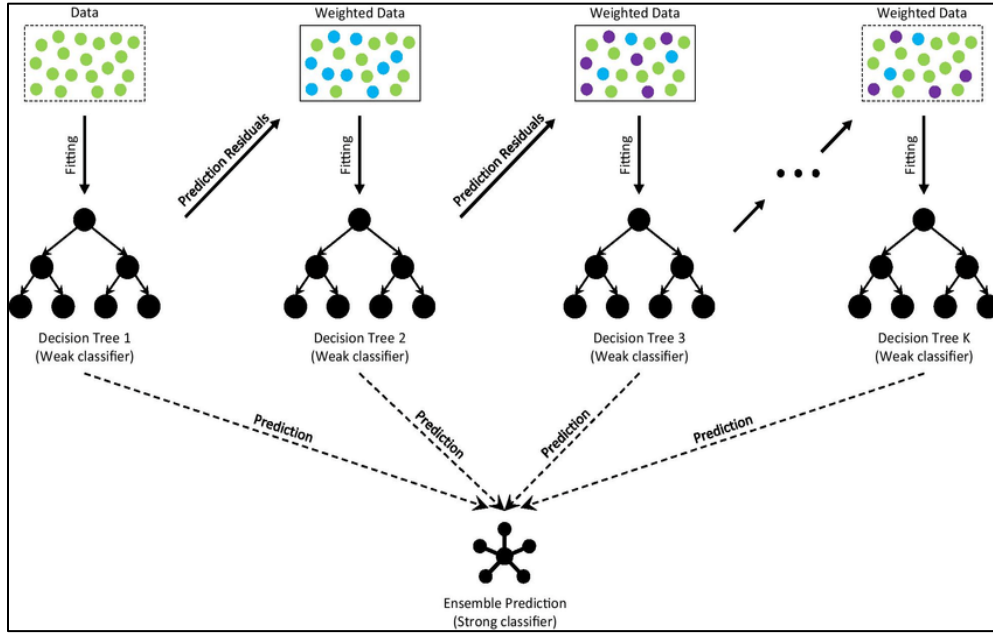 Data
Weighted Data
Weighted Data
Weighted Data
Fitting
Prediction Residuals
Fitting
Prediction Residuals
Fitting
Fitting
Decision Tree 1
(Weak classifier)
Decision Tree 2
(Weak classifier)
Decision Tree 3
(Weak classifier)
Decision Tree K
(Weak classifier)
Prediction
Prediction
Prediction
Prediction
Ensemble Prediction
(Strong classifier)